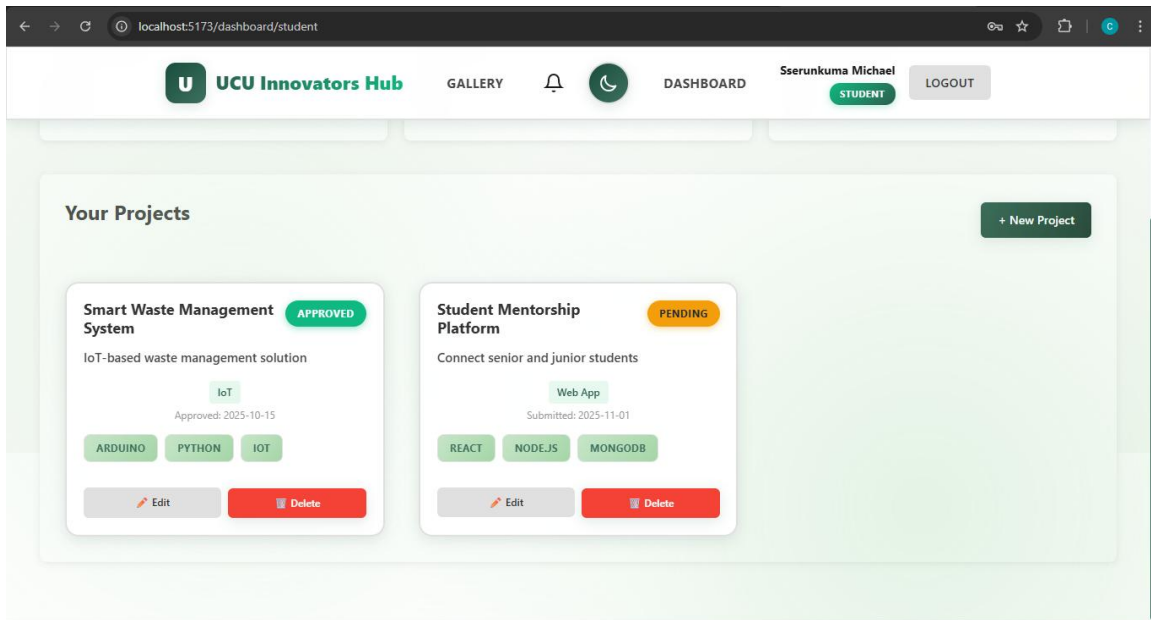 localhost:5173/dashboard/student
C
U
UCU Innovators Hub
GALLERY
DASHBOARD
Sserunkuma Michael
STUDENT
LOGOUT
Your Projects
+ New Project
Smart Waste Management
System
APPROVED
IoT-based waste management solution
IoT
Approved: 2025-10-15
ARDUINO PYTHON IOT
Edit Delete
Student Mentorship
Platform
PENDING
Connect senior and junior students
Web App
Submitted: 2025-11-01
REACT NODE.JS MONGODB
Edit Delete